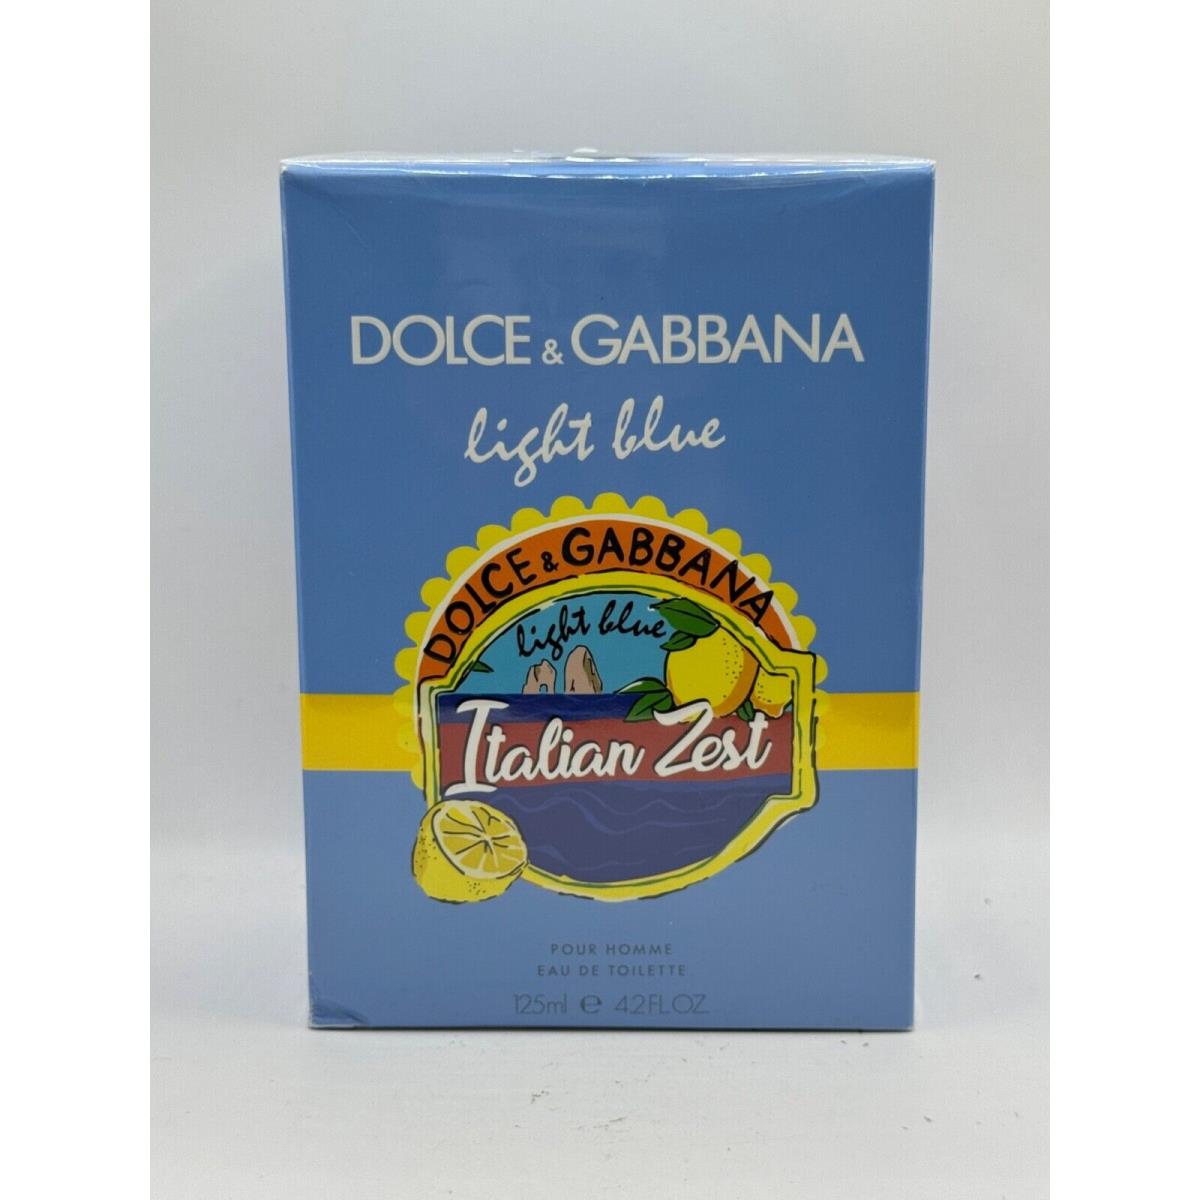 DOLCE & GABBANA
light blue
DOLCE & GABBANA
light blue
Italian Zest
POUR HOMME
EAU DE TOILETTE
125ml ℮ 4.2FL.OZ.